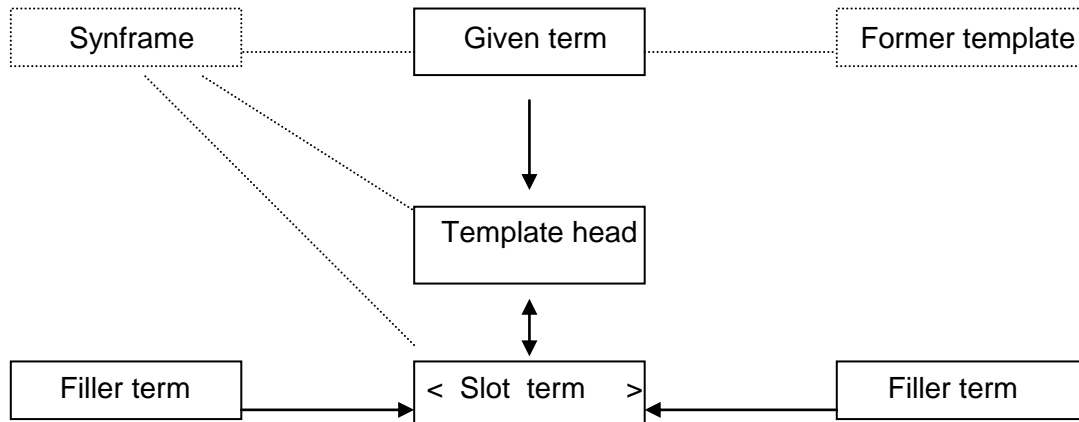 Synframe
Given term
Former template
Template head
Filler term
< Slot term >
Filler term